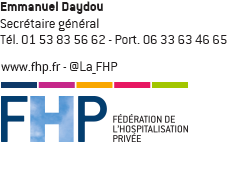 Emmanuel Daydou
Secrétaire général
Tél. 01 53 83 56 62 - Port. 06 33 63 46 65
www.fhp.fr - @La_FHP
FHP
FÉDÉRATION DE
L'HOSPITALISATION
PRIVÉE